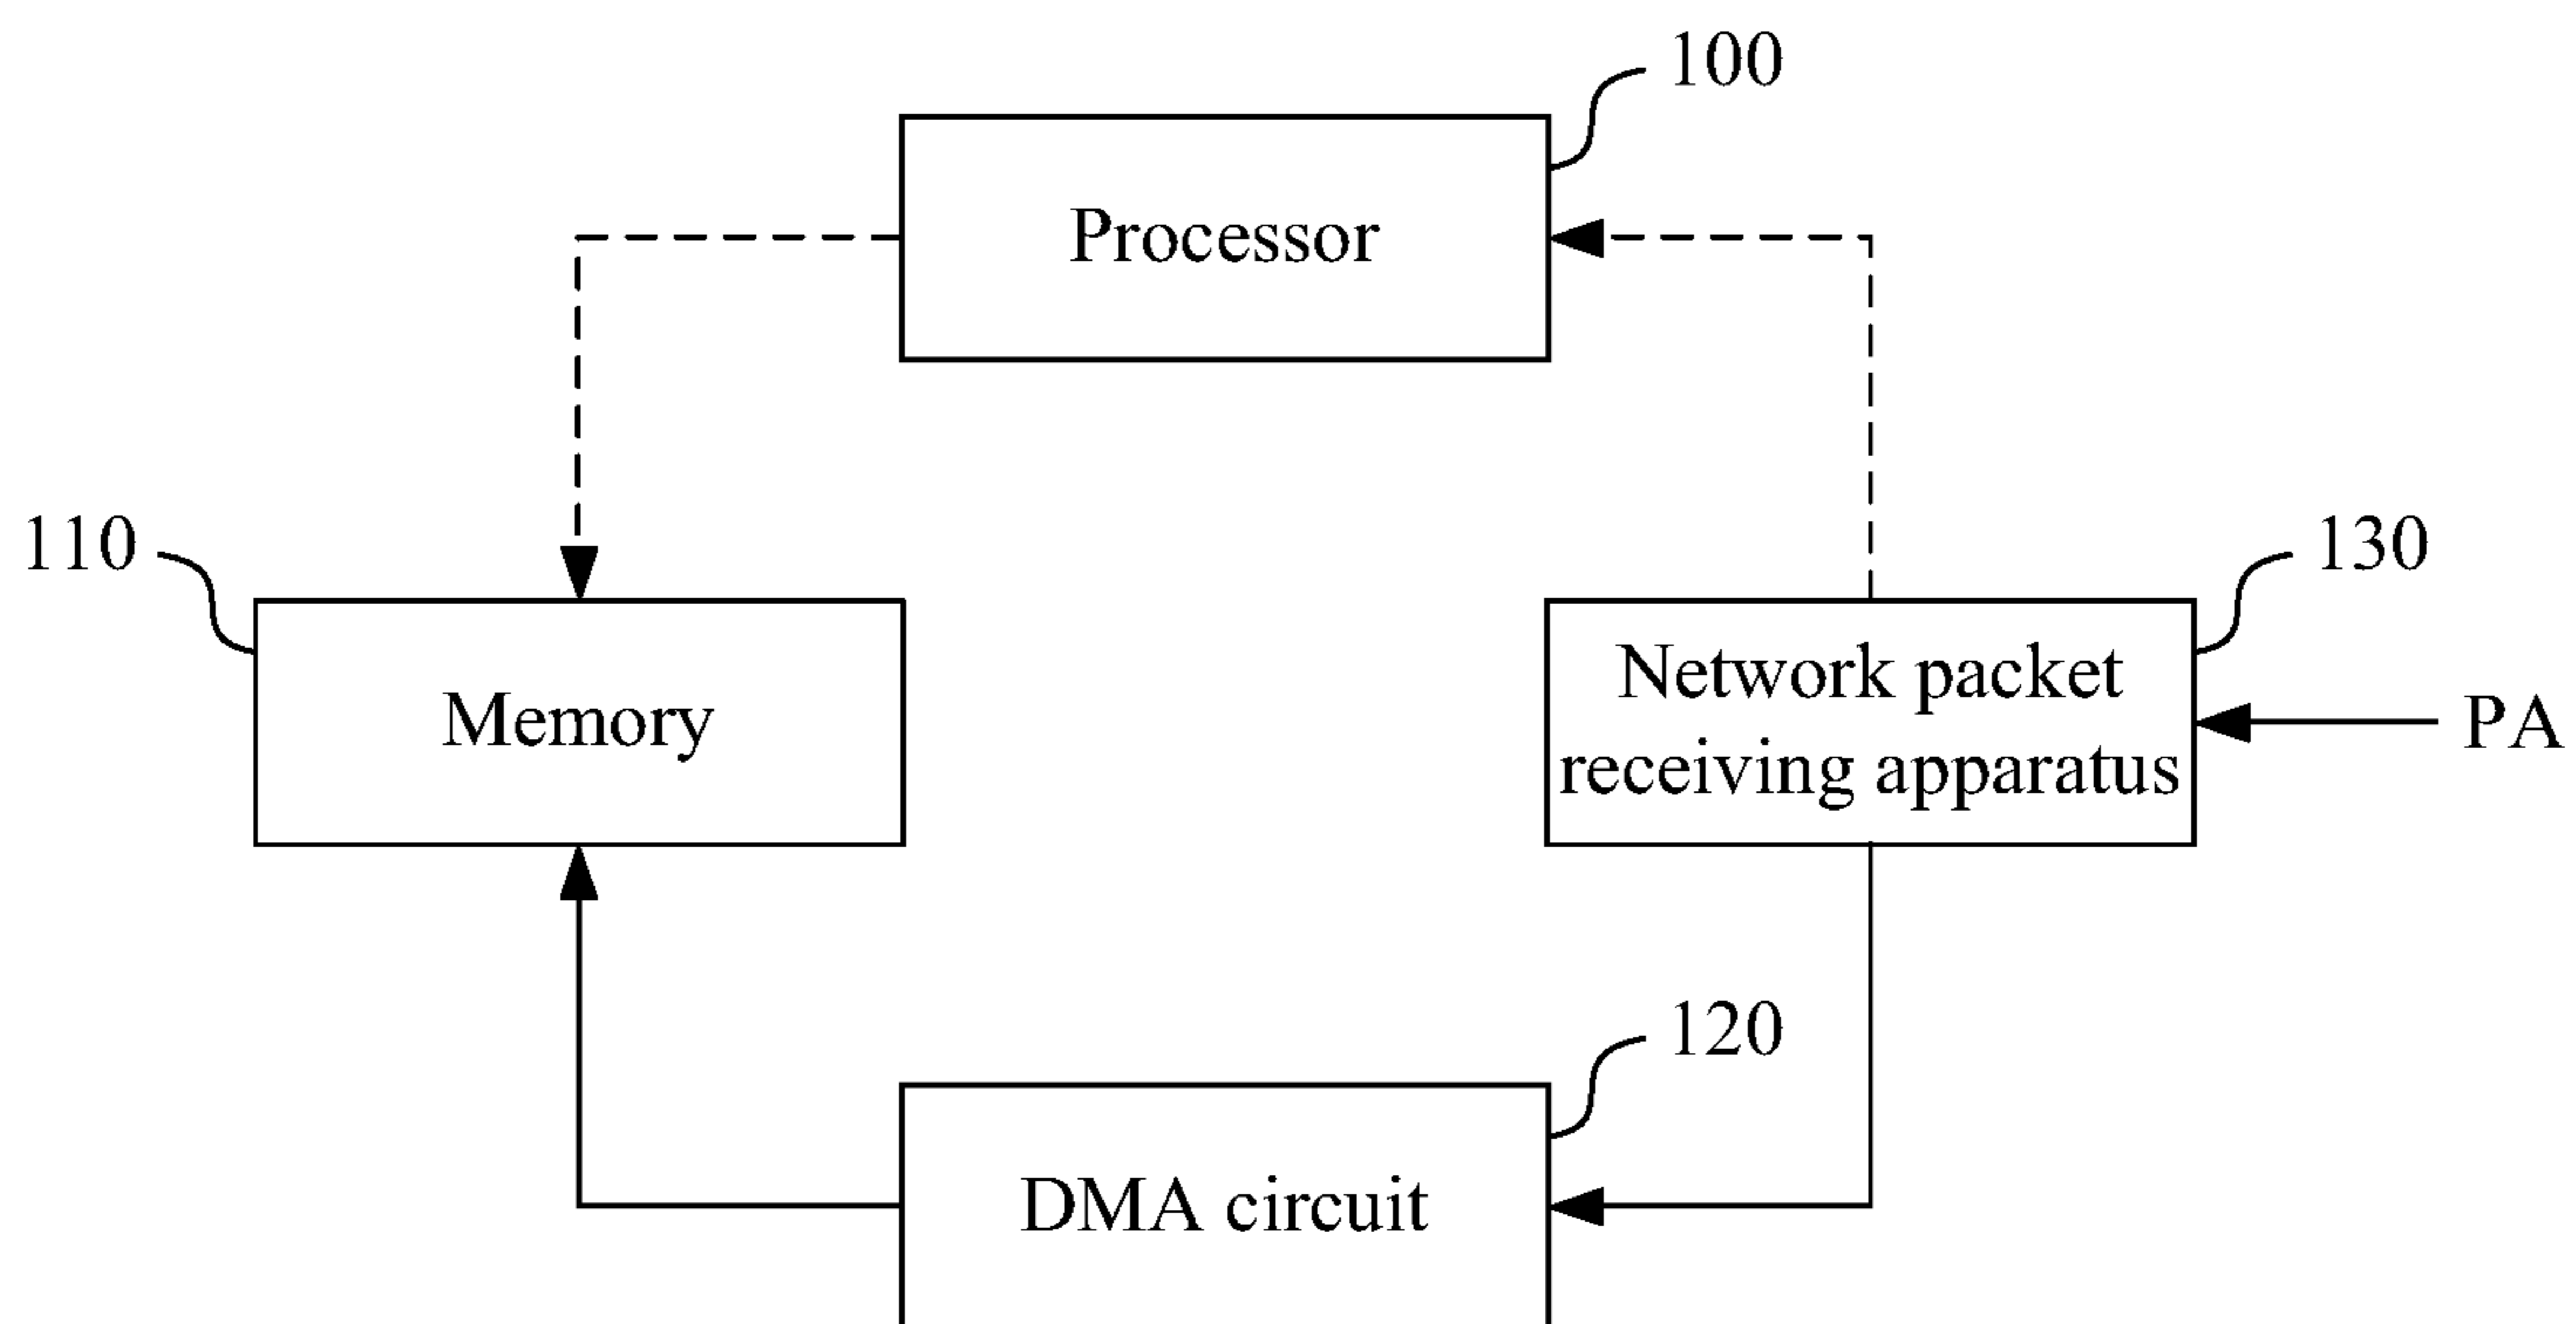 100
Processor
110
130
Memory
Network packet
receiving apparatus
PA
120
DMA circuit